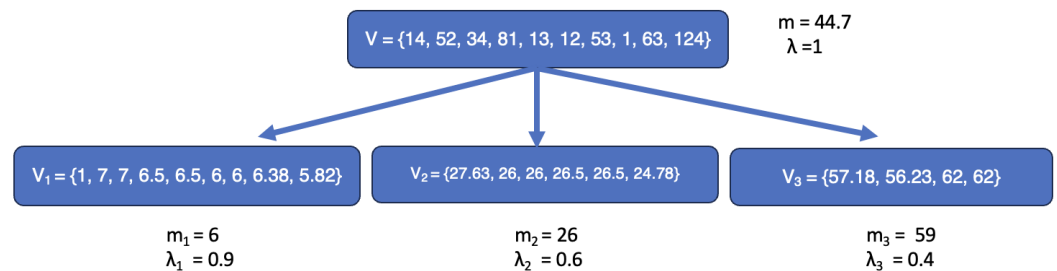 V = {14, 52, 34, 81, 13, 12, 53, 1, 63, 124}
m = 44.7
λ =1
V₁ = {1, 7, 7, 6.5, 6.5, 6, 6, 6.38, 5.82}
V₂ = {27.63, 26, 26, 26.5, 26.5, 24.78}
V₃ = {57.18, 56.23, 62, 62}
m₁ = 6
λ₁ = 0.9
m₂ = 26
λ₂ = 0.6
m₃ = 59
λ₃ = 0.4